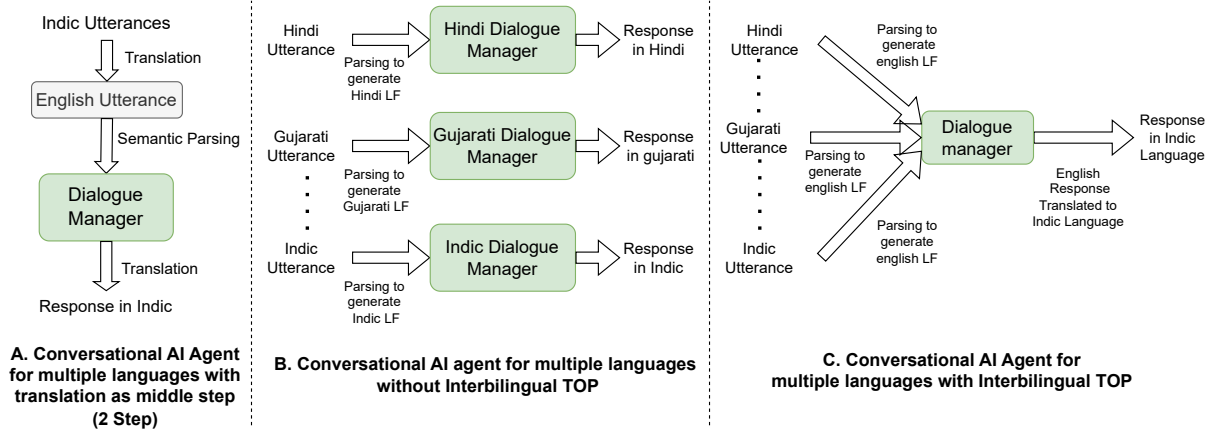 Indic Utterances
Translation
English Utterance
Semantic Parsing
Dialogue
Manager
Translation
Response in Indic
A. Conversational AI Agent
for multiple languages with
translation as middle step
(2 Step)
Hindi
Utterance
Parsing to
generate
Hindi LF
Hindi Dialogue
Manager
Response
in Hindi
Gujarati
Utterance
Parsing to
generate
Gujarati LF
Gujarati Dialogue
Manager
Response
in gujarati
Indic
Utterance
Parsing to
generate
Indic LF
Indic Dialogue
Manager
Response
in Indic
B. Conversational AI agent for multiple languages
without Interbilingual TOP
Hindi
Utterance
Parsing to
generate
english LF
Gujarati
Utterance
Parsing to
generate
english LF
Indic
Utterance
Parsing to
generate
english LF
Dialogue
manager
English
Response
Translated to
Indic Language
Response
in Indic
Language
C. Conversational AI Agent for
multiple languages with Interbilingual TOP